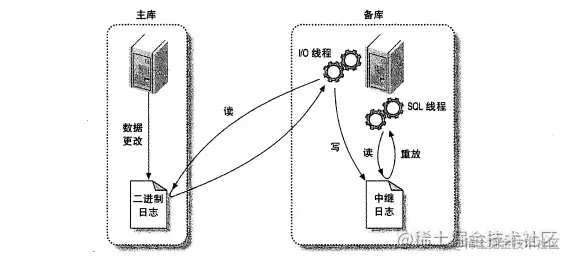 主库
备库
I/O 线程
SQL 线程
数据
更改
读
写
读
重放
二进制
日志
中继
日志
@稀土掘金技术社区